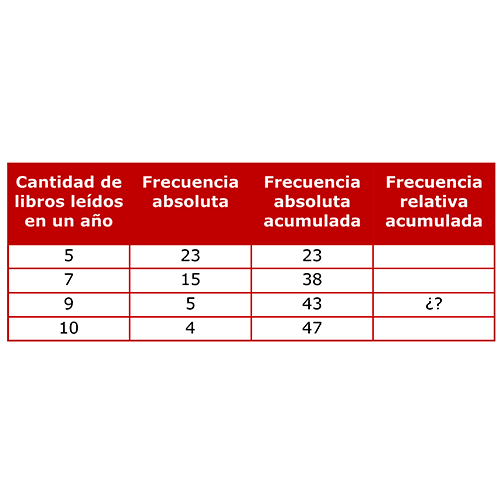 Cantidad de libros leídos en un año | Frecuencia absoluta | Frecuencia absoluta acumulada | Frecuencia relativa acumulada
5 23 23
7 15 38
9 5 43 ¿?
10 4 47